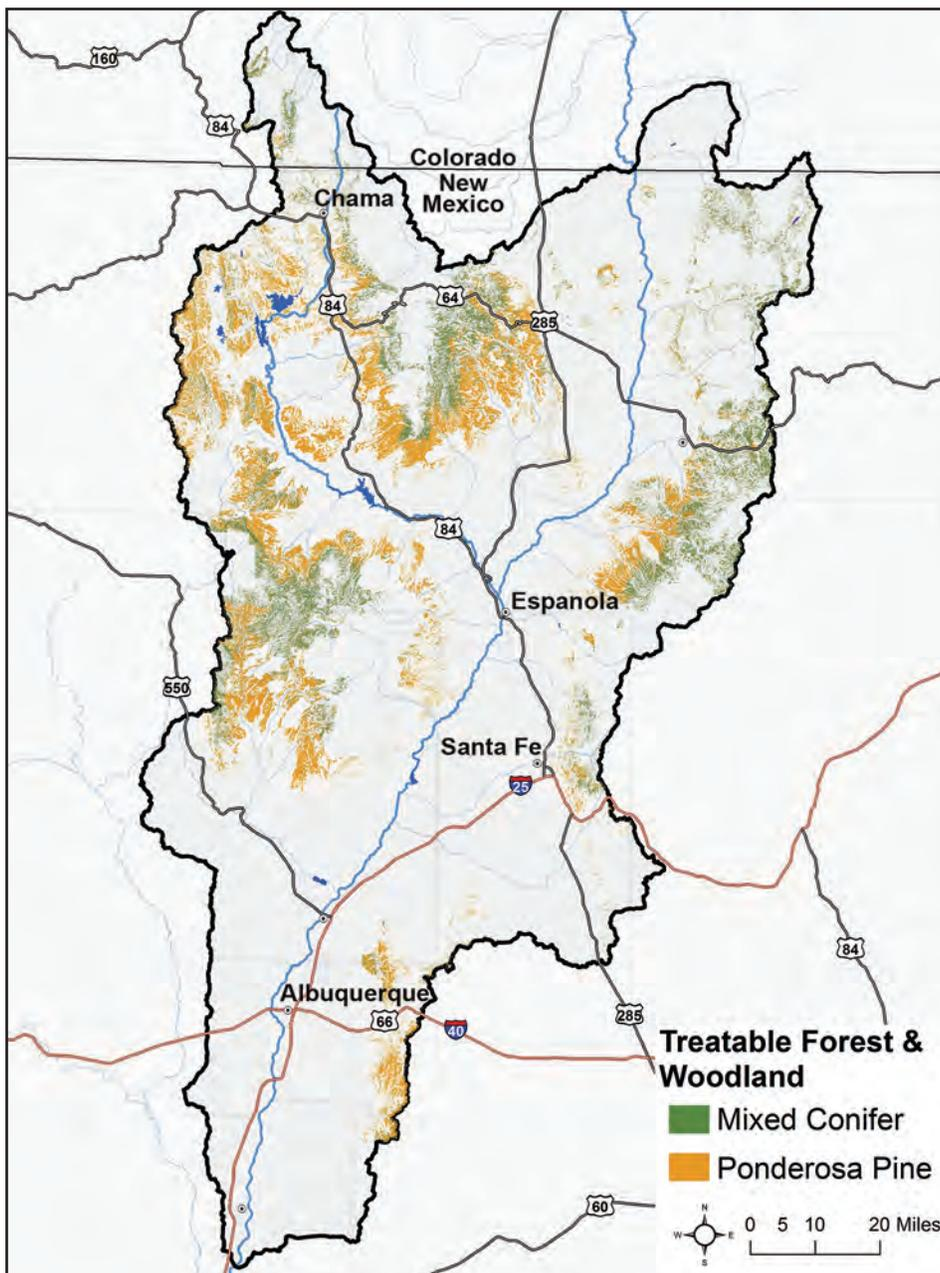 160
84
Colorado
New
Mexico
Chama
84
64
285
84
Espanola
550
Santa Fe
25
84
Albuquerque
66
40
285
60
Treatable Forest &
Woodland
Mixed Conifer
Ponderosa Pine
N
W E
S
0 5 10 20 Miles